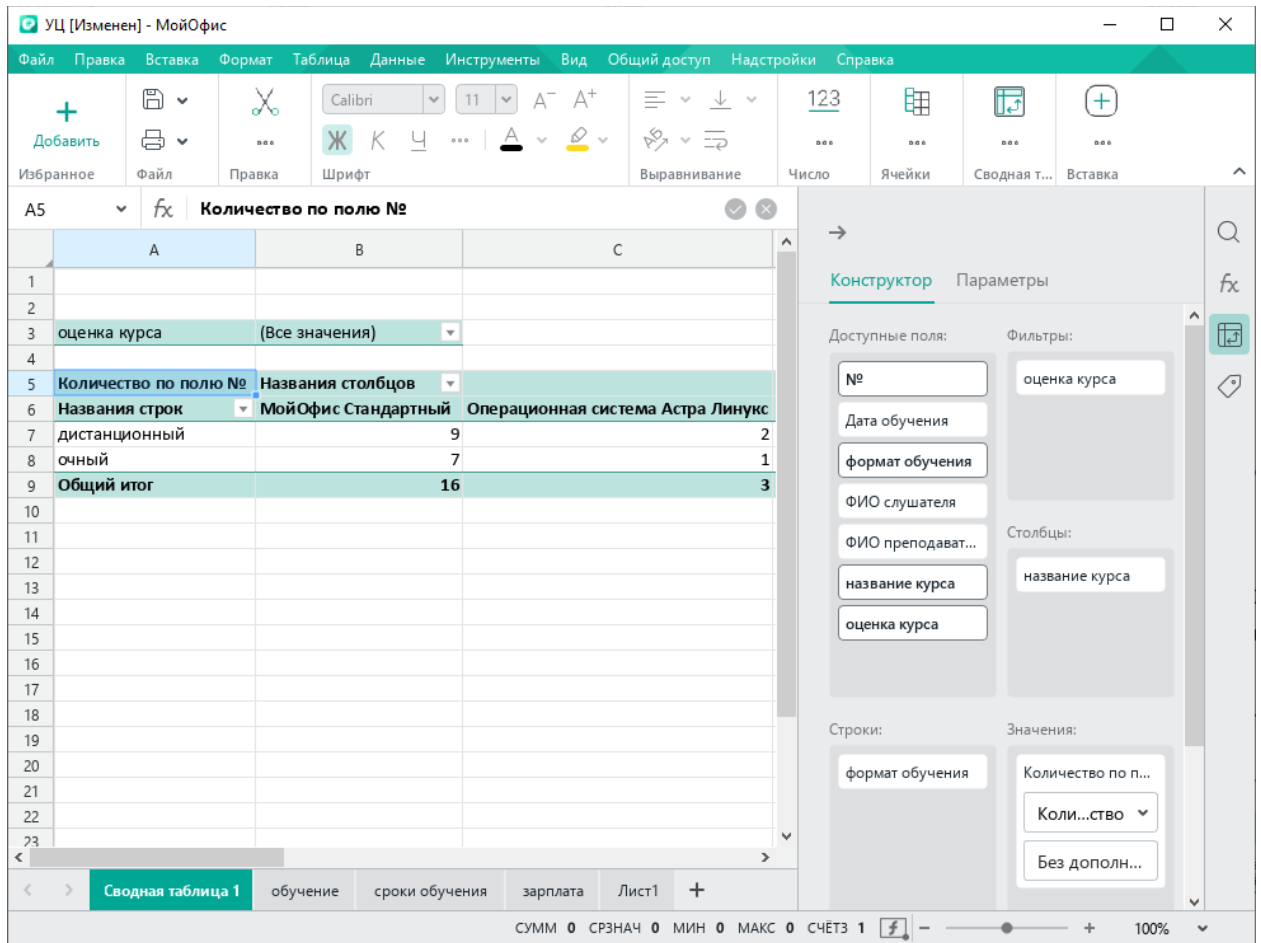 УЦ [Изменен] - МойОфис
Файл Правка Вставка Формат Таблица Данные Инструменты Вид Общий доступ Надстройки Справка
Calibri 11 A⁻ A⁺ 123
Добавить Ж К Ч A
Избранное Файл Правка Шрифт Выравнивание Число Ячейки Сводная т... Вставка
A5 fx Количество по полю №
A B C
1
2
3 оценка курса (Все значения)
4
5 Количество по полю № Названия столбцов
6 Названия строк МойОфис Стандартный Операционная система Астра Линукс
7 дистанционный 9 2
8 очный 7 1
9 Общий итог 16 3
10
11
12
13
14
15
16
17
18
19
20
21
22
23
Сводная таблица 1 обучение сроки обучения зарплата Лист1
Конструктор Параметры
fx
Доступные поля:
№
Дата обучения
формат обучения
ФИО слушателя
ФИО преподават...
название курса
оценка курса
Фильтры:
оценка курса
Столбцы:
название курса
Строки:
формат обучения
Значения:
Количество по п...
Коли...ство
Без дополн...
СУММ 0 СРЗНАЧ 0 МИН 0 МАКС 0 СЧЁТЗ 1 100%